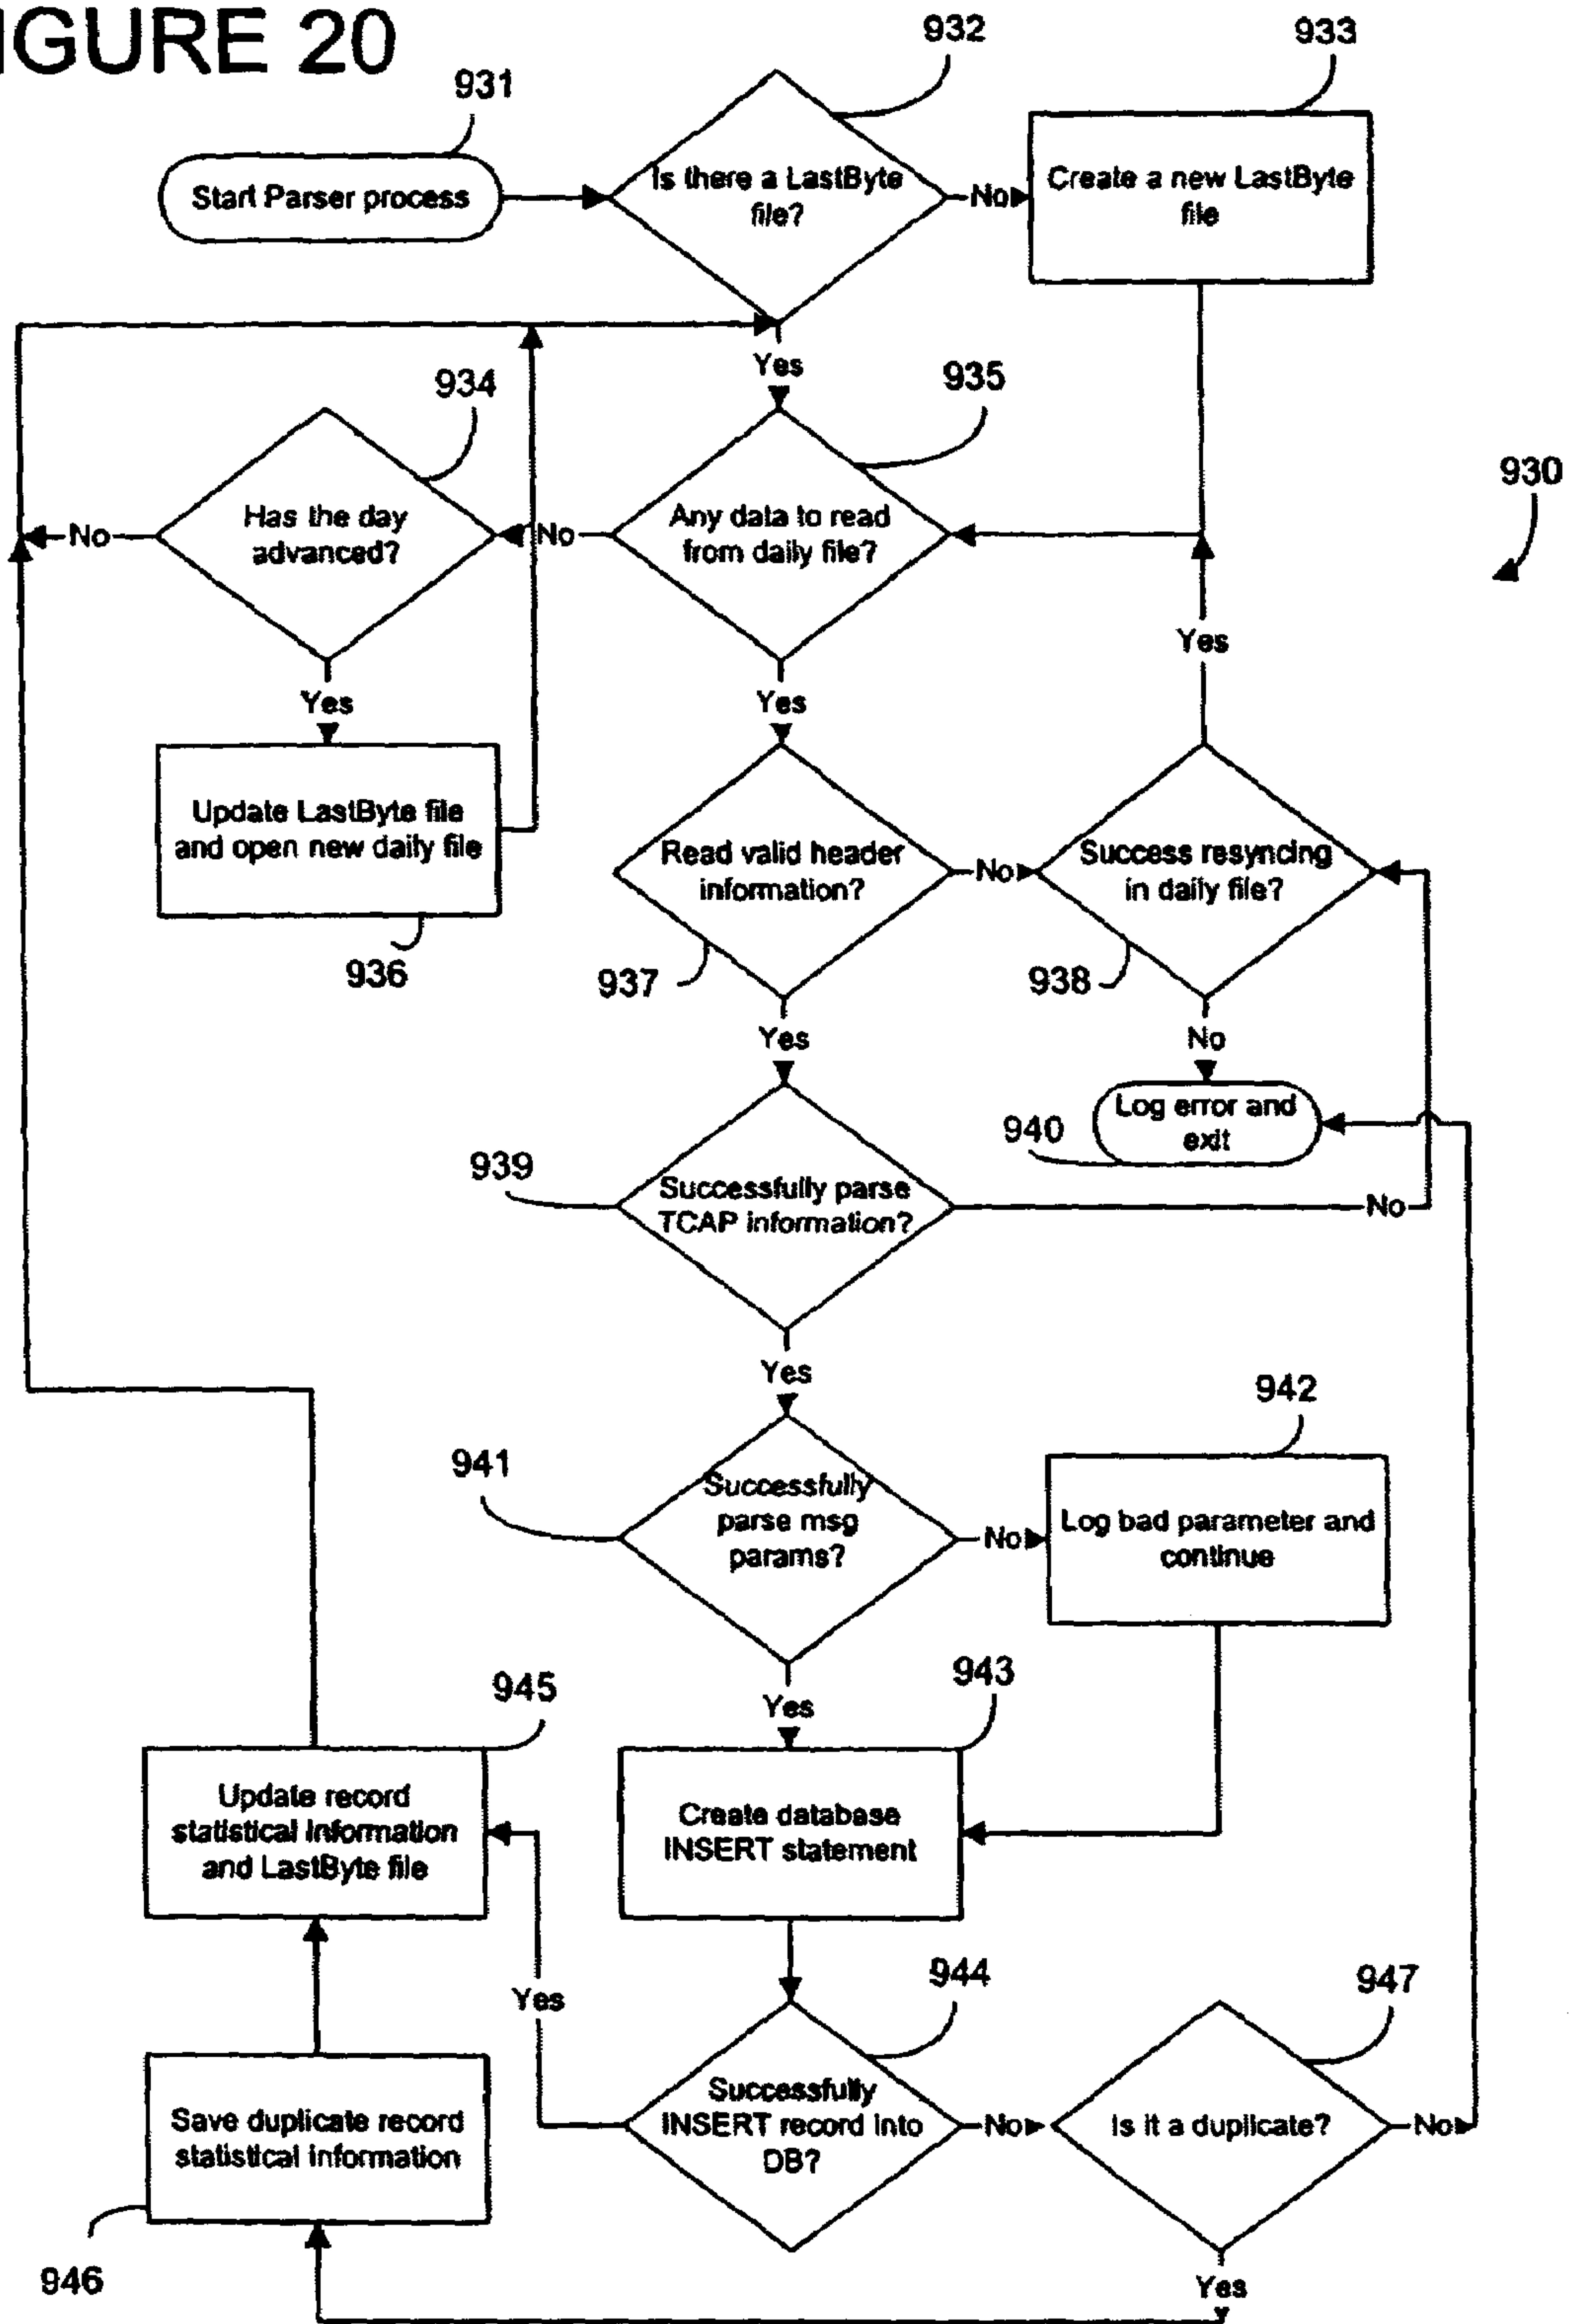 IGURE 20
931
932
933
Start Parser process
Is there a LastByte
file?
No
Create a new LastByte
file
Yes
934
935
930
Has the day
advanced?
No
No
Any data to read
from daily file?
Yes
Yes
Yes
Update LastByte file
and open new daily file
936
Read valid header
information?
937
No
Success resyncing
in daily file?
938
Yes
No
Log error and
exit
940
939
Successfully parse
TCAP information?
No
Yes
941
Successfully
parse msg
params?
No
942
Log bad parameter and
continue
Yes
943
945
Update record
statistical information
and LastByte file
Create database
INSERT statement
Yes
944
947
Save duplicate record
statistical information
946
Successfully
INSERT record into
DB?
No
Is it a duplicate?
No
Yes